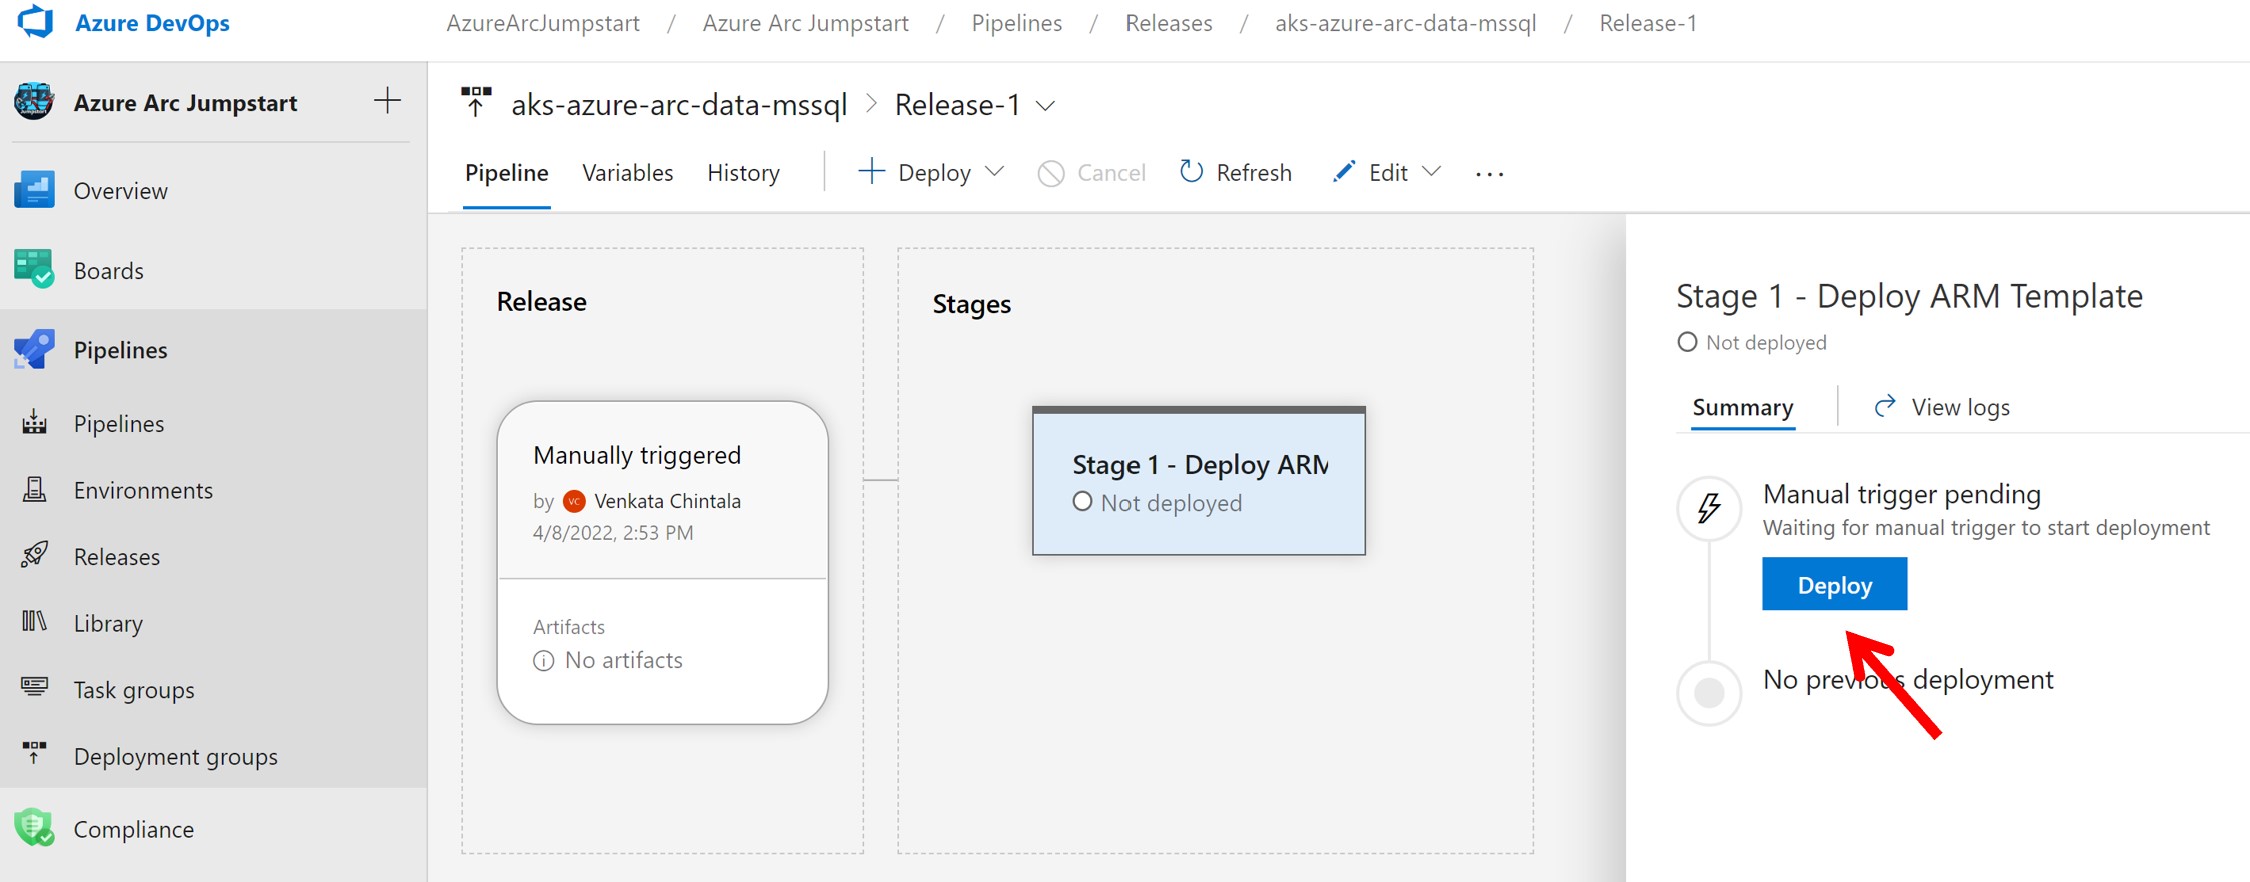 Azure DevOps
AzureArcJumpstart / Azure Arc Jumpstart / Pipelines / Releases / aks-azure-arc-data-mssql / Release-1
Azure Arc Jumpstart
Overview
Boards
Pipelines
Pipelines
Environments
Releases
Library
Task groups
Deployment groups
Compliance
aks-azure-arc-data-mssql > Release-1
Pipeline Variables History Deploy Cancel Refresh Edit ...
Release
Manually triggered
by VC Venkata Chintala
4/8/2022, 2:53 PM
Artifacts
No artifacts
Stages
Stage 1 - Deploy ARM
Not deployed
Stage 1 - Deploy ARM Template
Not deployed
Summary View logs
Manual trigger pending
Waiting for manual trigger to start deployment
Deploy
No previous deployment